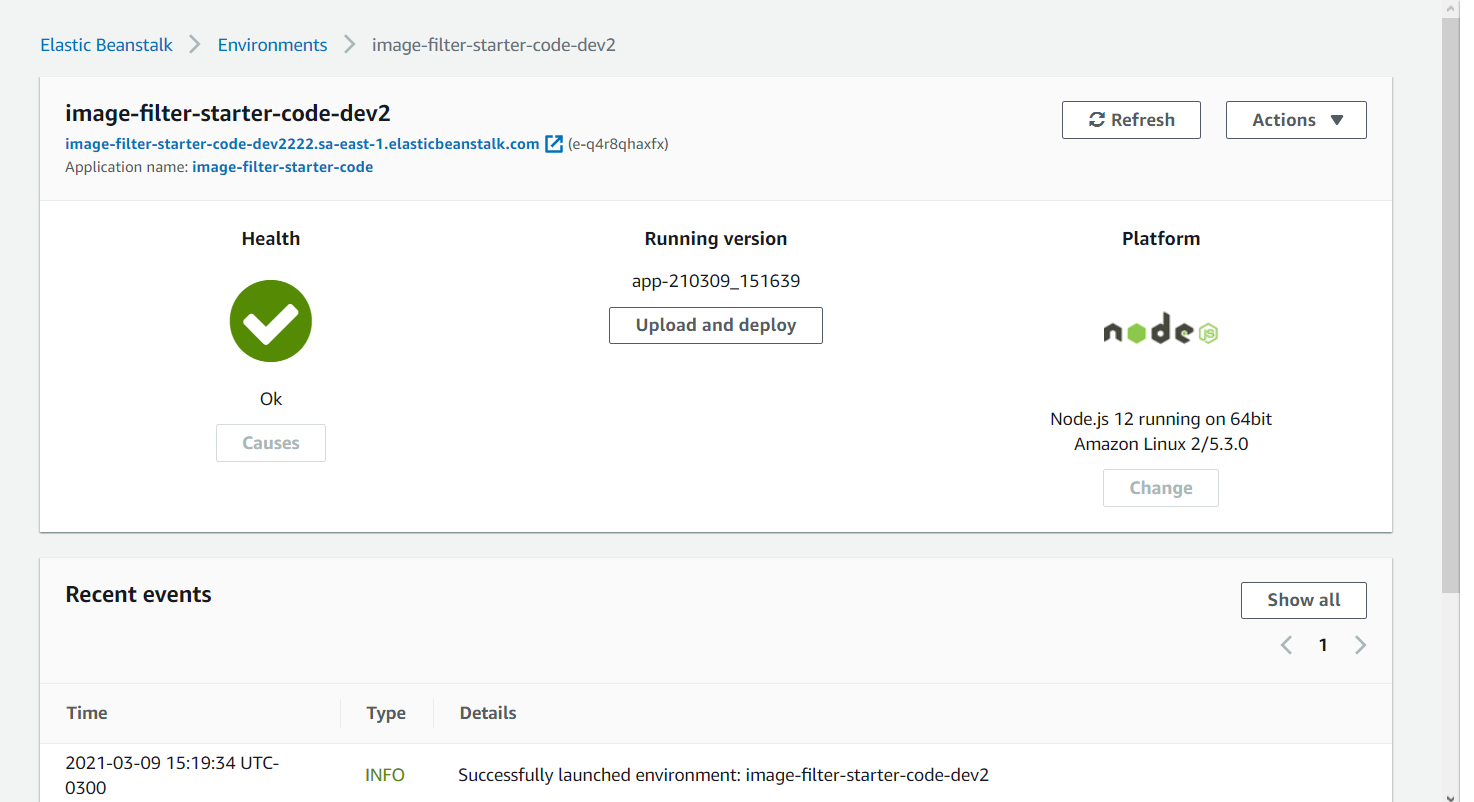 Elastic Beanstalk > Environments > image-filter-starter-code-dev2
image-filter-starter-code-dev2
Refresh
Actions ▼
image-filter-starter-code-dev2222.sa-east-1.elasticbeanstalk.com (e-q4r8qhaxfx)
Application name: image-filter-starter-code
Health
Running version
Platform
app-210309_151639
Upload and deploy
node JS
Ok
Causes
Node.js 12 running on 64bit
Amazon Linux 2/5.3.0
Change
Recent events
Show all
< 1 >
Time Type Details
2021-03-09 15:19:34 UTC-
0300
INFO
Successfully launched environment: image-filter-starter-code-dev2